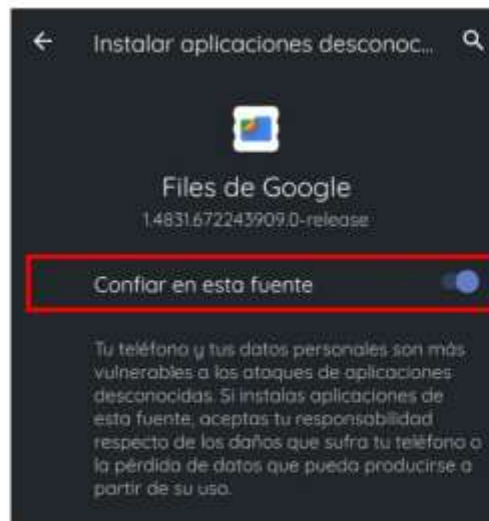 Instalar aplicaciones desconoc...
Files de Google
1.4831.672243909.0-release
Confiar en esta fuente
Tu teléfono y tus datos personales son más
vulnerables a los ataques de aplicaciones
desconocidas. Si instalas aplicaciones de
esta fuente, aceptas tu responsabilidad
respecto de los daños que sufra tu teléfono o
la pérdida de datos que pueda producirse a
partir de su uso.